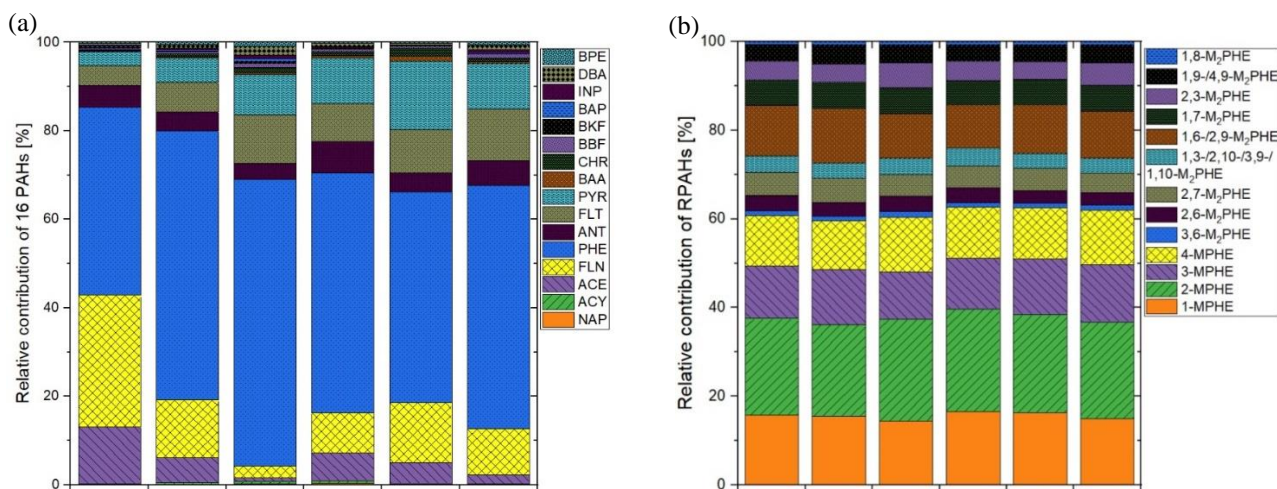 (a)
Relative contribution of 16 PAHs [%]
100
80
60
40
20
0
BPE
DBA
INP
BAP
BKF
BBF
CHR
BAA
PYR
FLT
ANT
PHE
FLN
ACE
ACY
NAP
(b)
Relative contribution of RPAHs [%]
100
80
60
40
20
0
1,8-M₂PHE
1,9-/4,9-M₂PHE
2,3-M₂PHE
1,7-M₂PHE
1,6-/2,9-M₂PHE
1,3-/2,10-/3,9-/
1,10-M₂PHE
2,7-M₂PHE
2,6-M₂PHE
3,6-M₂PHE
4-MPHE
3-MPHE
2-MPHE
1-MPHE